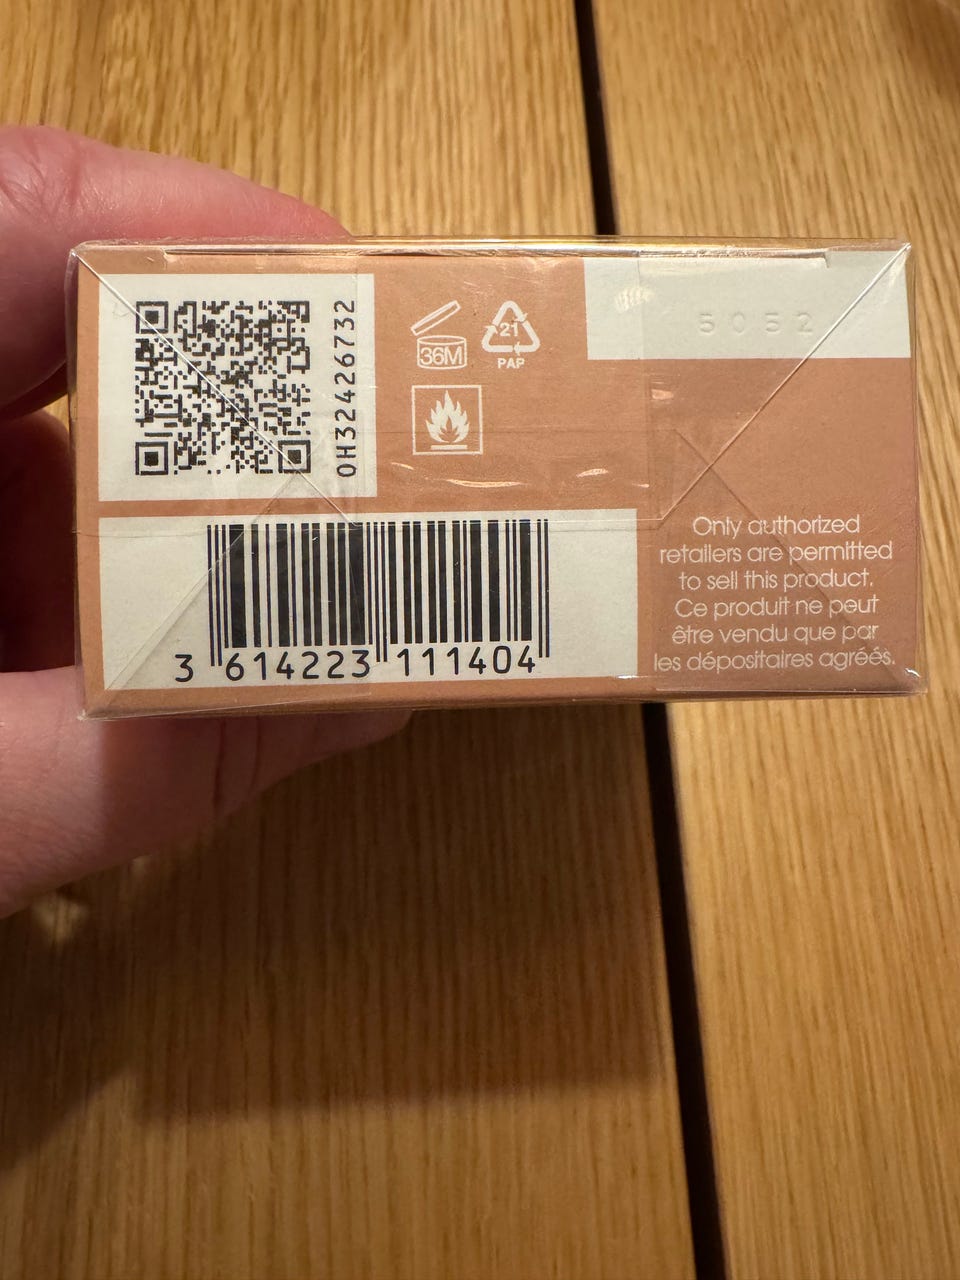 OH32426732
36M
21
PAP
5052
3 614223 111404
Only authorized
retailers are permitted
to sell this product.
Ce produit ne peut
être vendu que par
les dépositaires agréés.